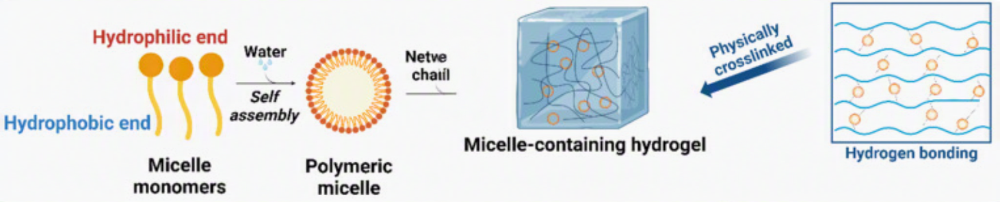 Hydrophilic end
Hydrophobic end
Micelle
monomers
Water
Self
assembly
Polymeric
micelle
Netve
chail
Micelle-containing hydrogel
Physically
crosslinked
Hydrogen bonding